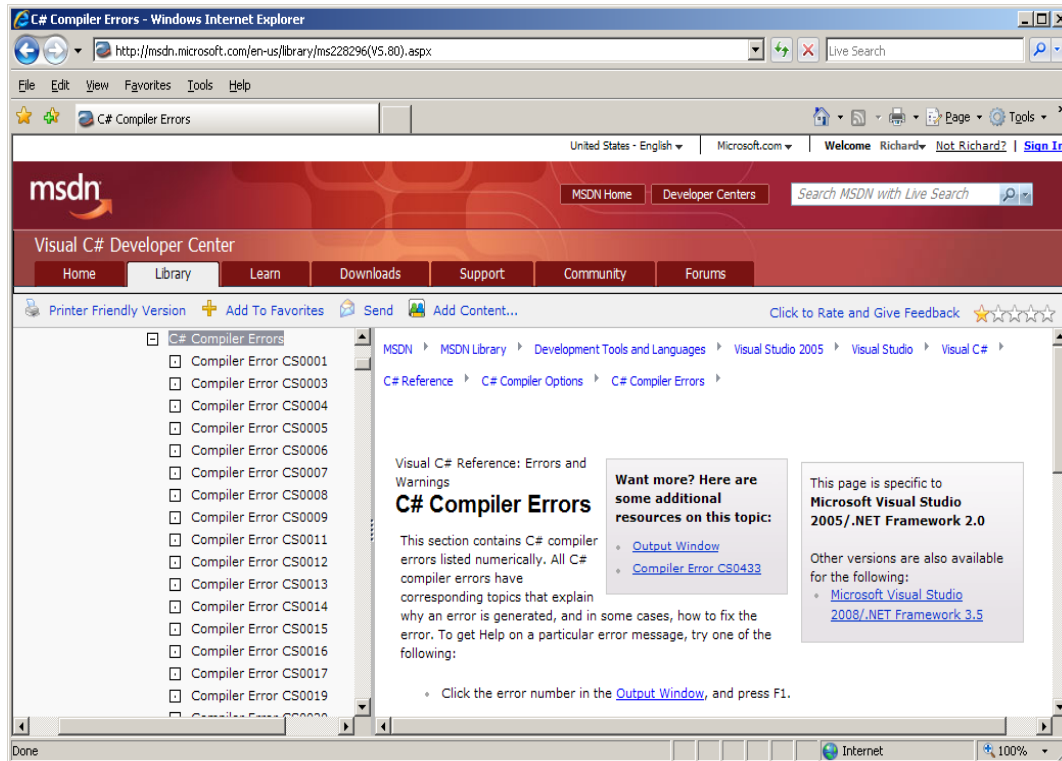 C# Compiler Errors - Windows Internet Explorer
http://msdn.microsoft.com/en-us/library/ms228296(VS.80).aspx
Live Search
File Edit View Favorites Tools Help
C# Compiler Errors
Page Tools
United States - English Microsoft.com Welcome Richard Not Richard? | Sign In
msdn
MSDN Home Developer Centers Search MSDN with Live Search
Visual C# Developer Center
Home Library Learn Downloads Support Community Forums
Printer Friendly Version Add To Favorites Send Add Content... Click to Rate and Give Feedback
C# Compiler Errors
Compiler Error CS0001
Compiler Error CS0003
Compiler Error CS0004
Compiler Error CS0005
Compiler Error CS0006
Compiler Error CS0007
Compiler Error CS0008
Compiler Error CS0009
Compiler Error CS0011
Compiler Error CS0012
Compiler Error CS0013
Compiler Error CS0014
Compiler Error CS0015
Compiler Error CS0016
Compiler Error CS0017
Compiler Error CS0019
MSDN MSDN Library Development Tools and Languages Visual Studio 2005 Visual Studio Visual C#
C# Reference C# Compiler Options C# Compiler Errors
Visual C# Reference: Errors and
Warnings
C# Compiler Errors
This section contains C# compiler
errors listed numerically. All C#
compiler errors have
corresponding topics that explain
why an error is generated, and in some cases, how to fix the
error. To get Help on a particular error message, try one of the
following:
Click the error number in the Output Window, and press F1.
Want more? Here are
some additional
resources on this topic:
Output Window
Compiler Error CS0433
This page is specific to
Microsoft Visual Studio
2005/.NET Framework 2.0
Other versions are also available
for the following:
Microsoft Visual Studio
2008/.NET Framework 3.5
Done Internet 100%